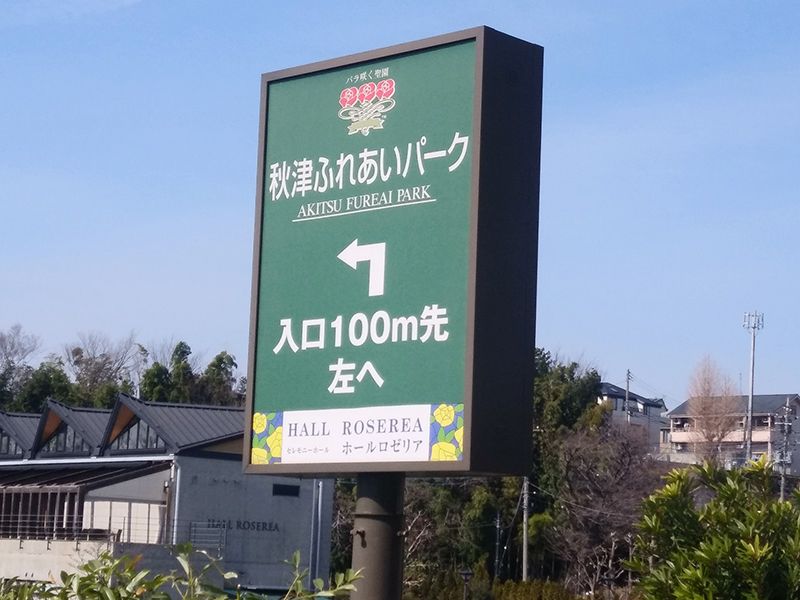 バラ咲く聖園
秋津ふれあいパーク
AKITSU FUREAI PARK
入口100m先
左へ
HALL ROSEREA
セレモニーホール ホールロゼリア
HALL ROSEREA